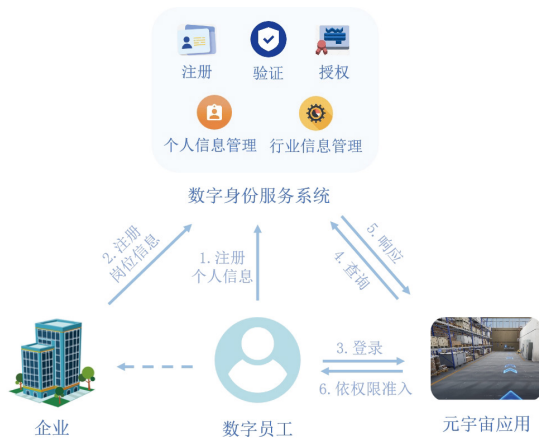 注册
验证
授权
个人信息管理
行业信息管理
数字身份服务系统
2. 注册
岗位信息
1. 注册
个人信息
5. 响应
4. 查询
3. 登录
6. 依权限准入
企业
数字员工
元宇宙应用